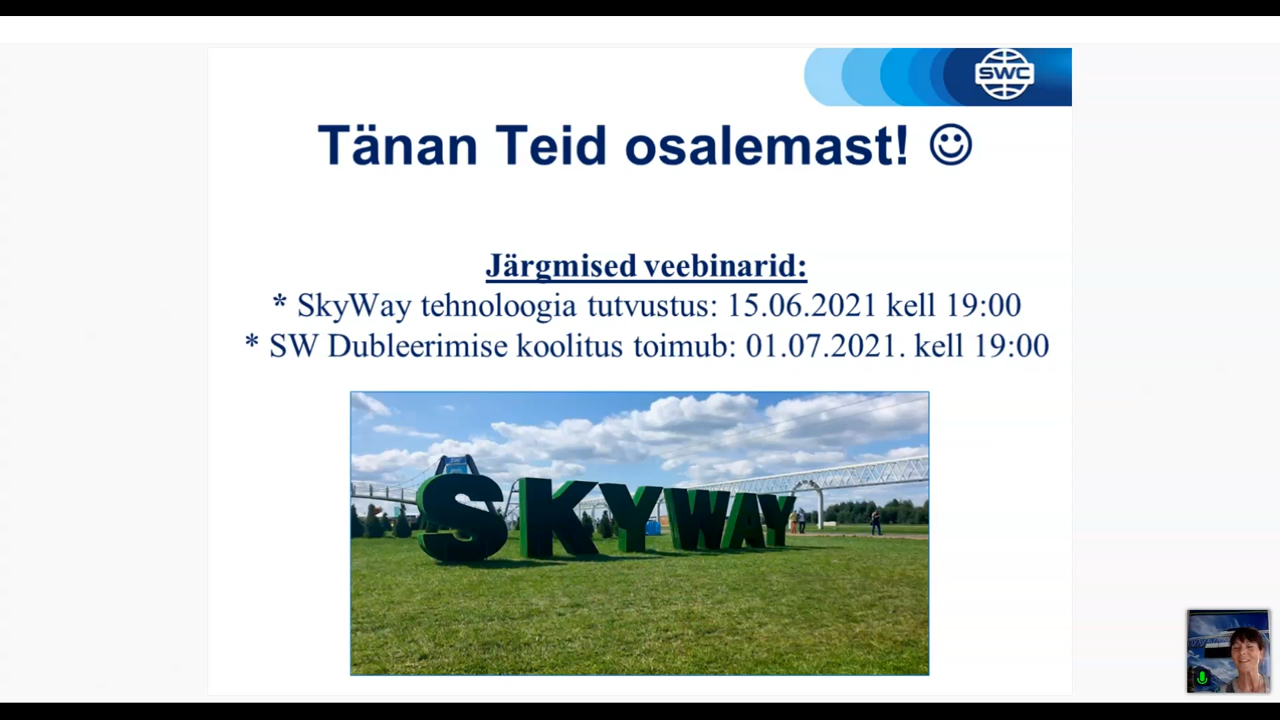 SWC
Tänan Teid osalemast! ☺
Järgmised veebinarid:
* SkyWay tehnoloogia tutvustus: 15.06.2021 kell 19:00
* SW Dubleerimise koolitus toimub: 01.07.2021. kell 19:00
SKYWAY